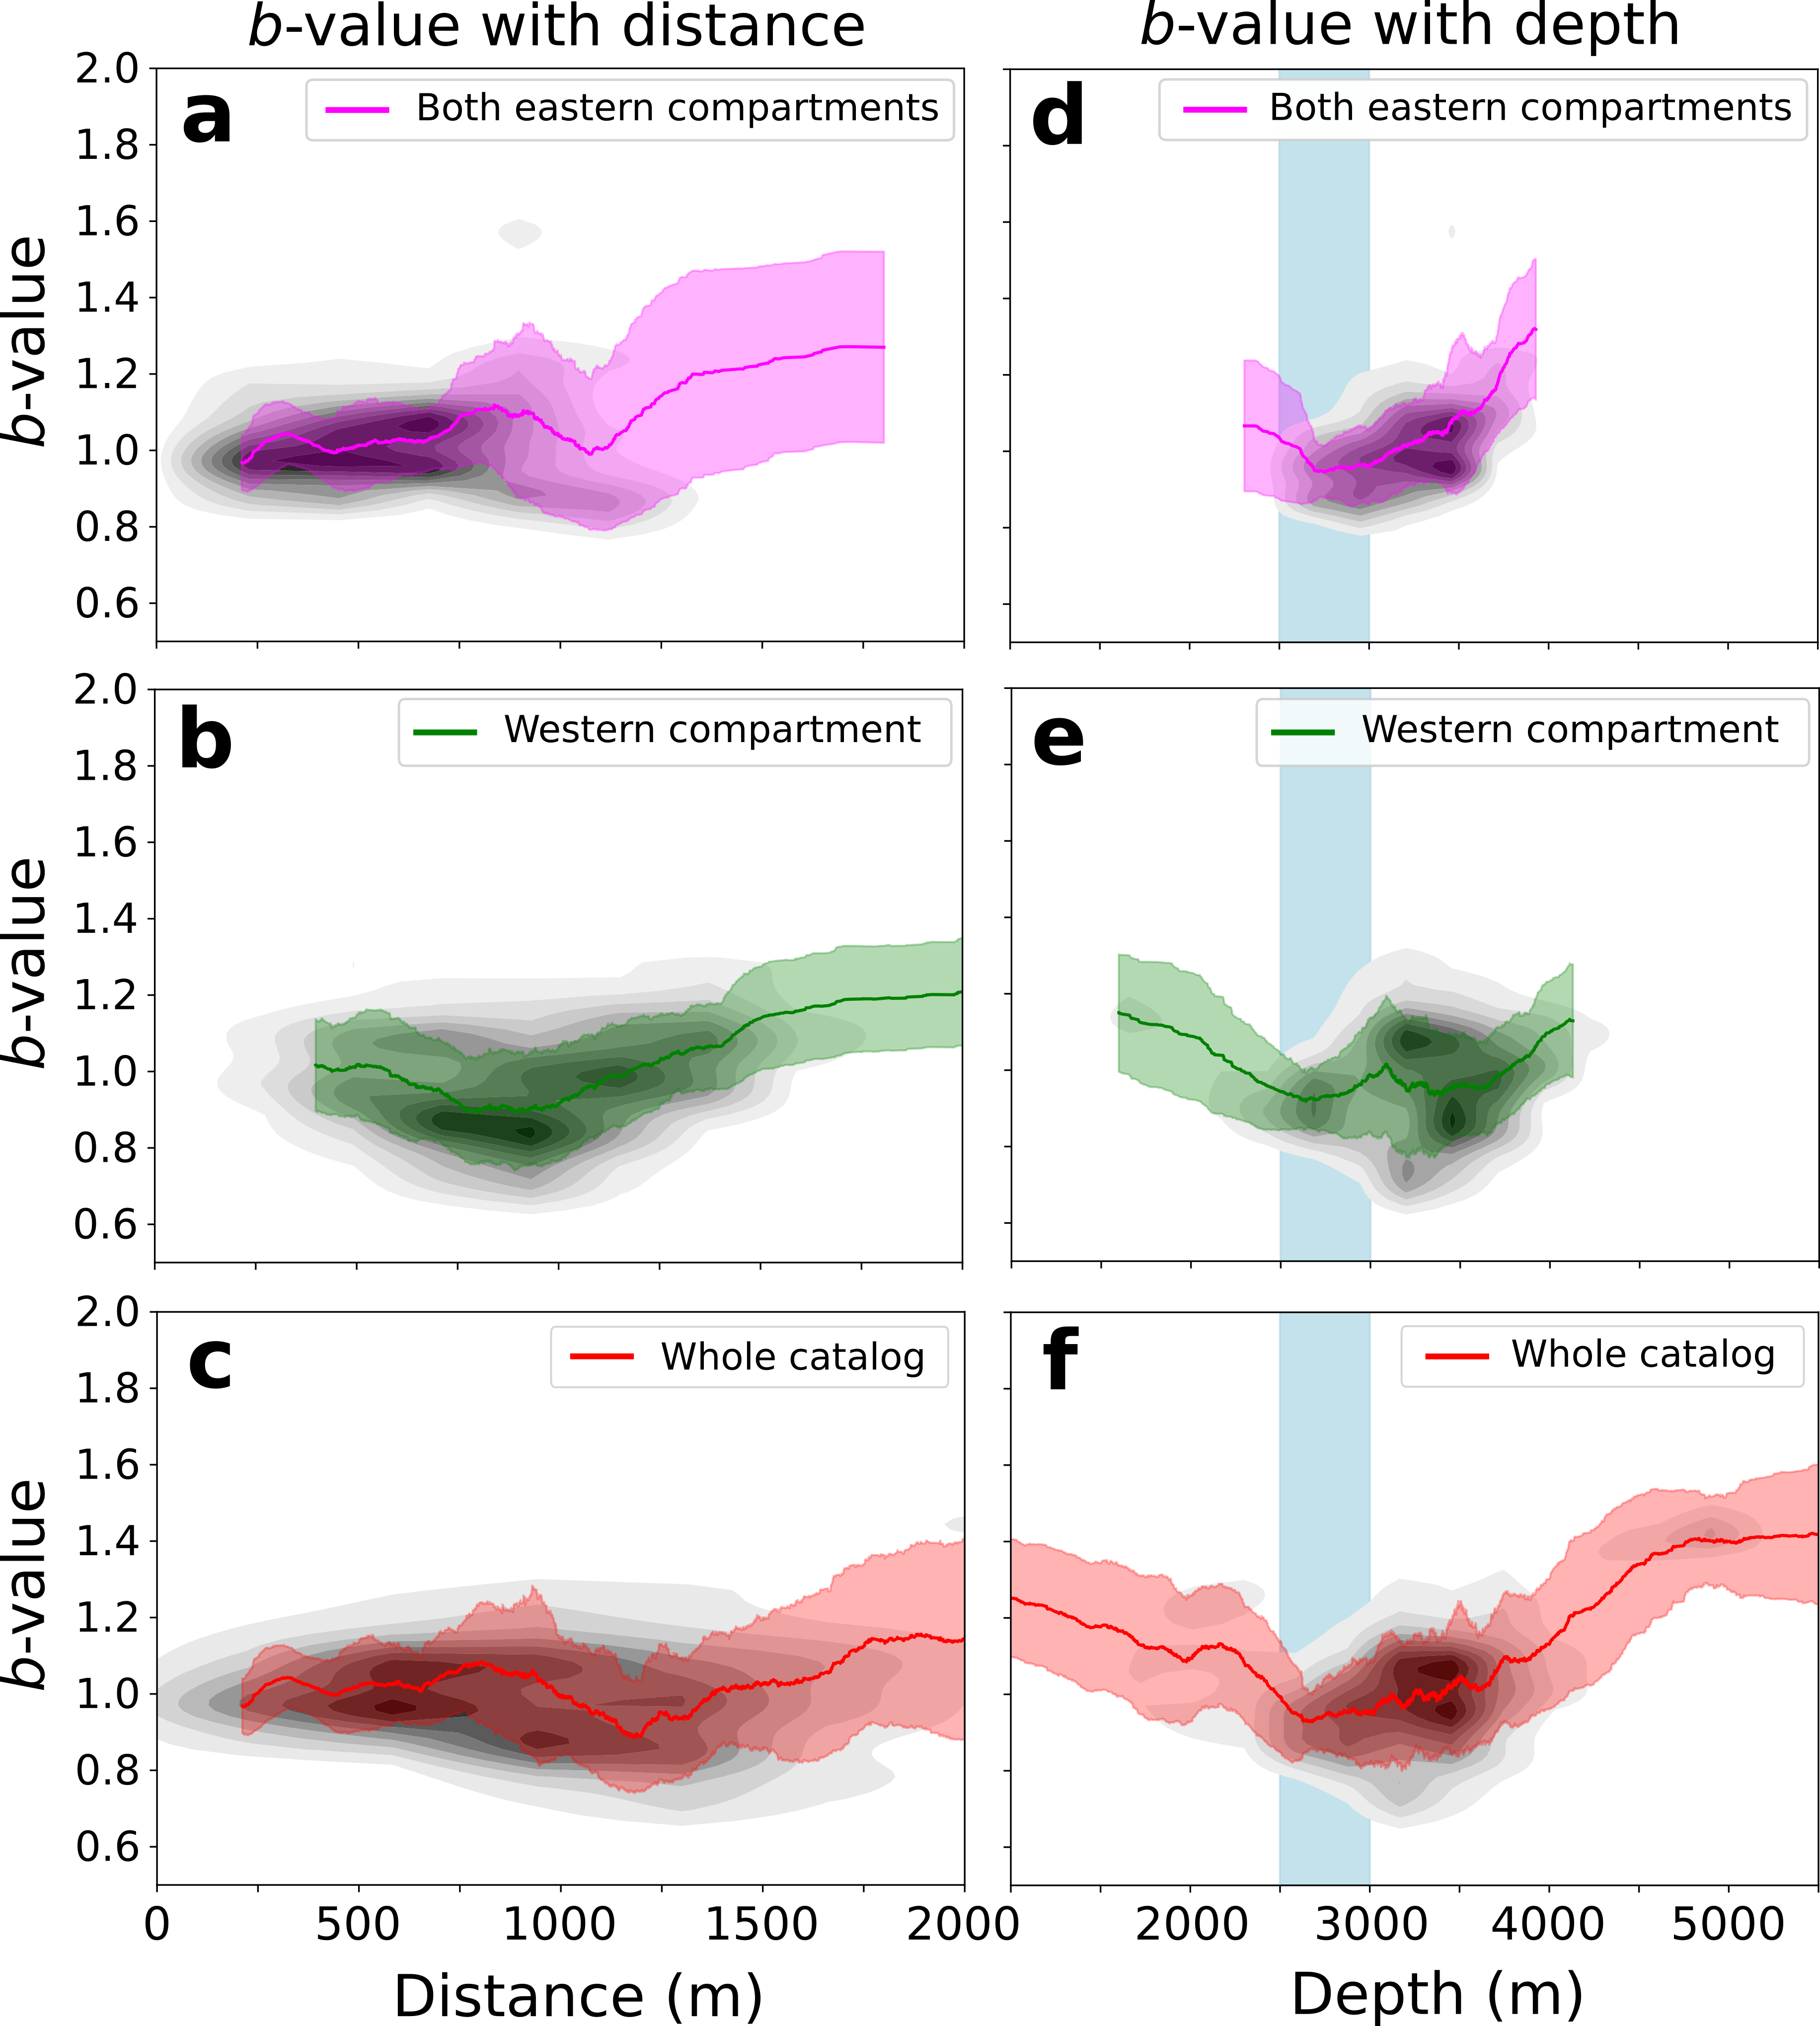 b-value with distance
b-value with depth
a
Both eastern compartments
d
Both eastern compartments
2.0
1.8
1.6
1.4
1.2
1.0
0.8
0.6
b-value
b
Western compartment
e
Western compartment
2.0
1.8
1.6
1.4
1.2
1.0
0.8
0.6
b-value
c
Whole catalog
f
Whole catalog
2.0
1.8
1.6
1.4
1.2
1.0
0.8
0.6
b-value
0 500 1000 1500 2000
2000 3000 4000 5000
Distance (m)
Depth (m)